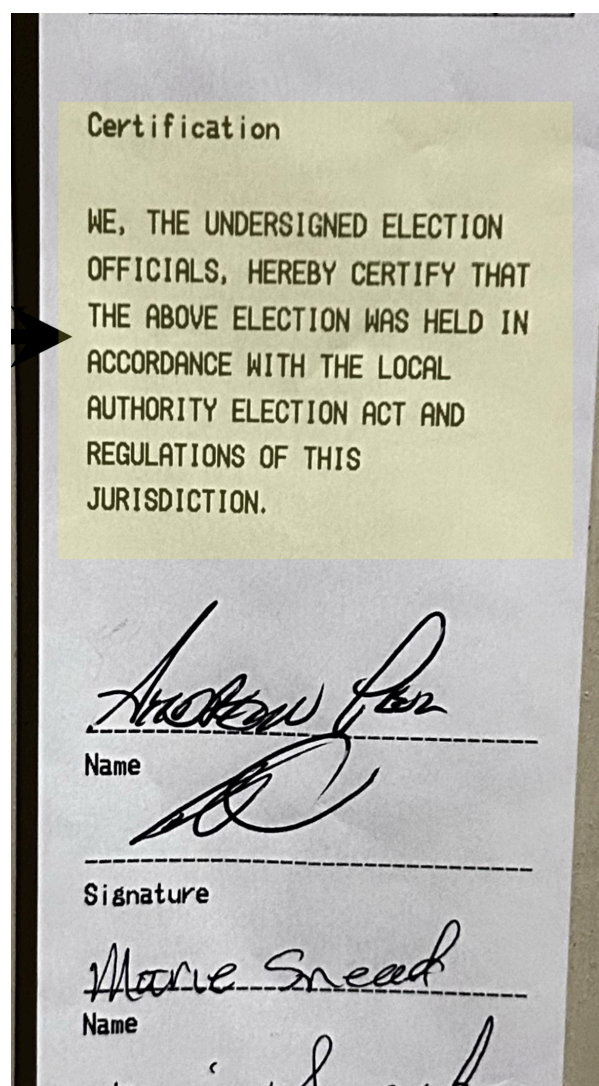 Certification
WE, THE UNDERSIGNED ELECTION
OFFICIALS, HEREBY CERTIFY THAT
THE ABOVE ELECTION WAS HELD IN
ACCORDANCE WITH THE LOCAL
AUTHORITY ELECTION ACT AND
REGULATIONS OF THIS
JURISDICTION.
Andrew
Name
Signature
Marie Snead
Name